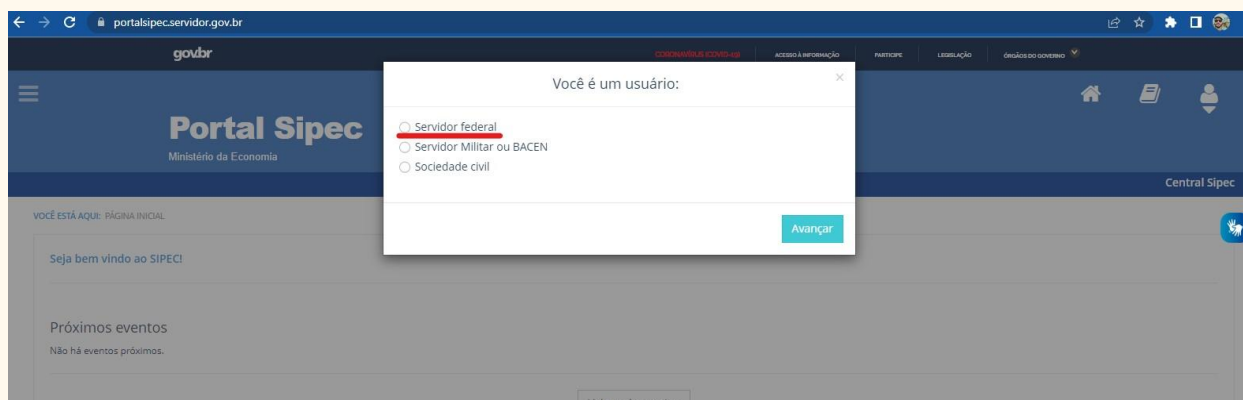 portalsipec.servidor.gov.br
gov.br
CORONAVÍRUS (COVID-19)
ACESSO À INFORMAÇÃO
PARTICIPE
LEGISLAÇÃO
ÓRGÃOS DO GOVERNO
Você é um usuário:
Portal Sipec
Ministério da Economia
Servidor federal
Servidor Militar ou BACEN
Sociedade civil
Central Sipec
VOCÊ ESTÁ AQUI: PÁGINA INICIAL
Avançar
Seja bem vindo ao SIPEC!
Próximos eventos
Não há eventos próximos.